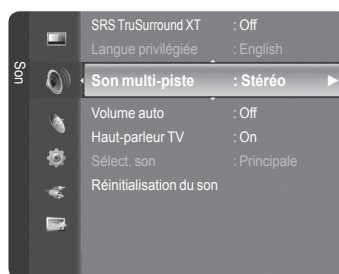 Son
SRS TruSurround XT : Off
Langue privilégiée : English
Son multi-piste : Stéréo
Volume auto : Off
Haut-parleur TV : On
Sélect. son : Principale
Réinitialisation du son